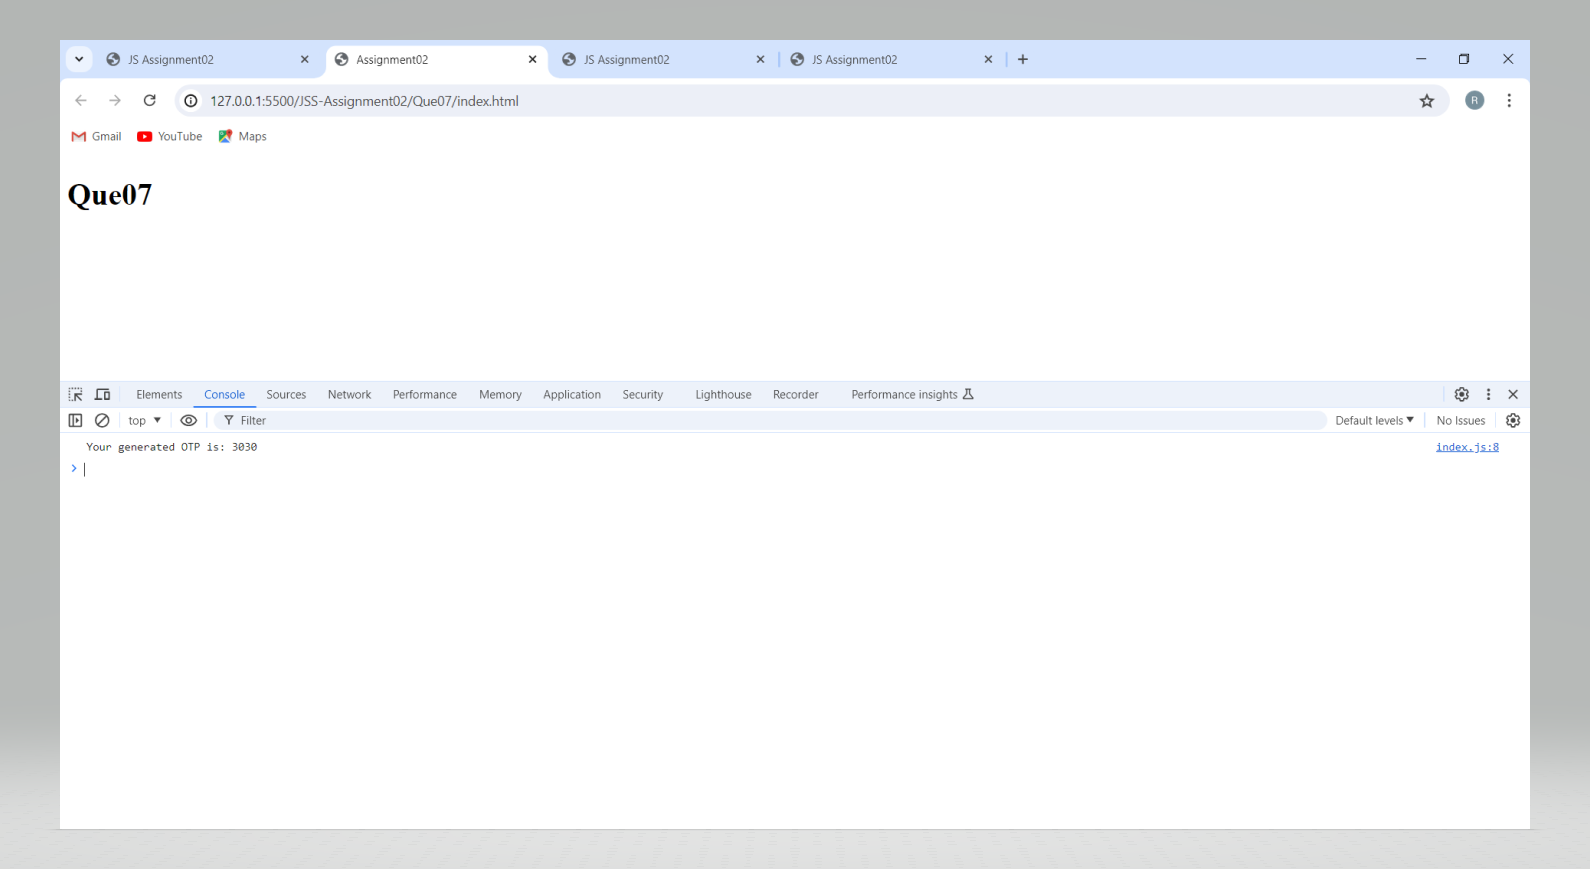 JS Assignment02
Assignment02
JS Assignment02
JS Assignment02
127.0.0.1:5500/JSS-Assignment02/Que07/index.html
R
Gmail
YouTube
Maps
Que07
Elements Console Sources Network Performance Memory Application Security Lighthouse Recorder Performance insights
top
Filter
Default levels
No Issues
Your generated OTP is: 3030
index.js:8